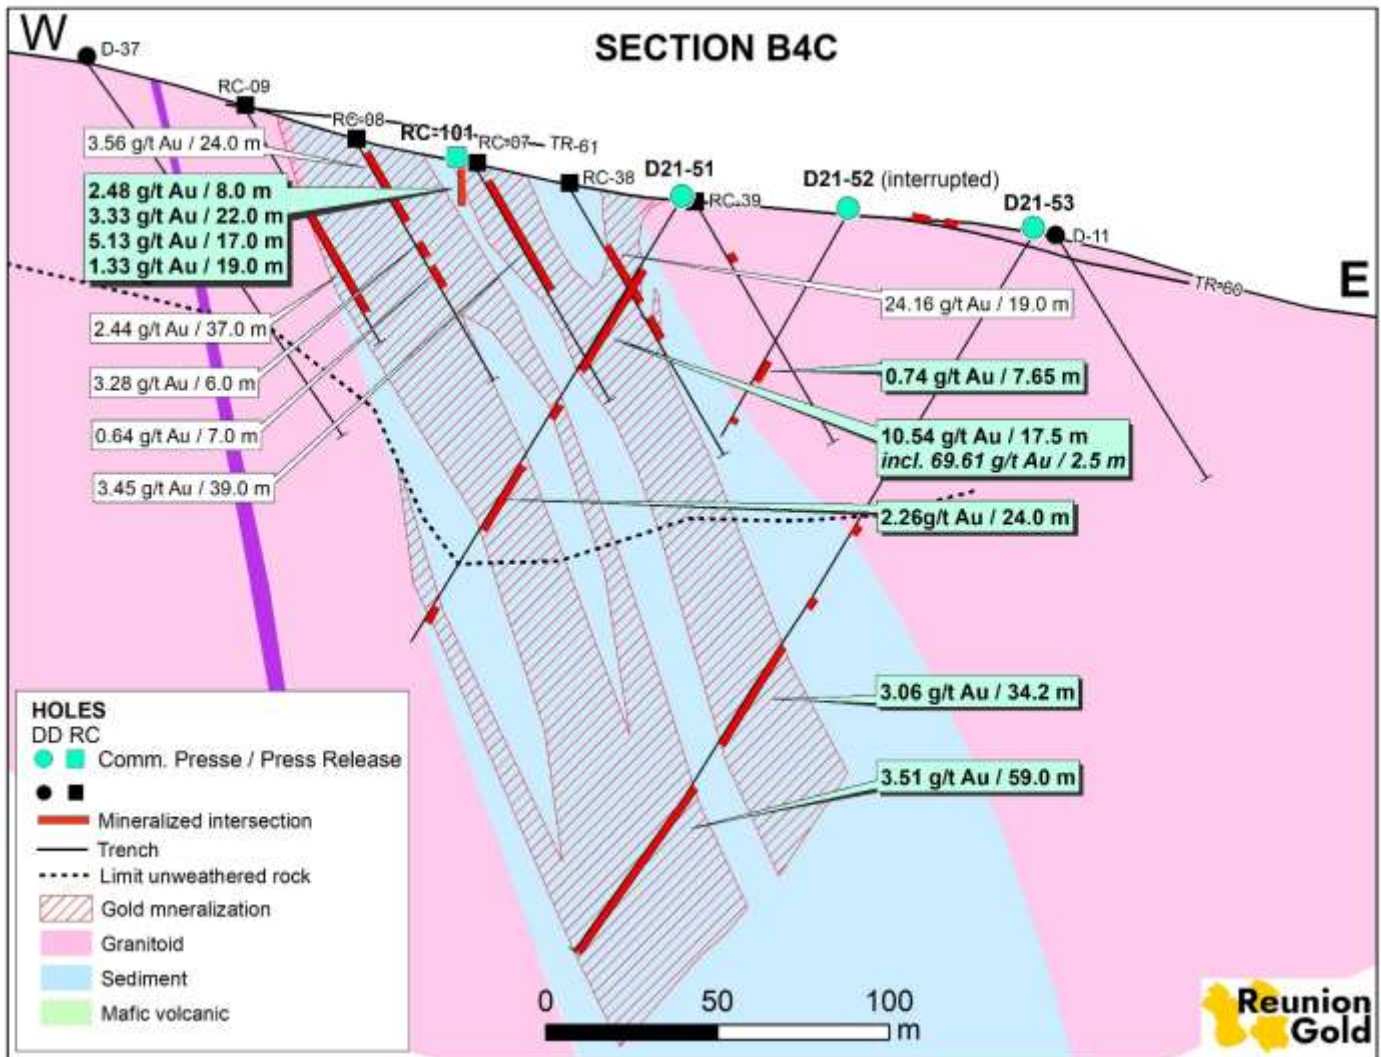 W
D-37
SECTION B4C
RC-09
RC-08
RC-101
RC-07
TR-61
RC-38
D21-51
RC-39
D21-52 (interrupted)
D21-53
D-11
TR-60
E
3.56 g/t Au / 24.0 m
2.48 g/t Au / 8.0 m
3.33 g/t Au / 22.0 m
5.13 g/t Au / 17.0 m
1.33 g/t Au / 19.0 m
2.44 g/t Au / 37.0 m
3.28 g/t Au / 6.0 m
0.64 g/t Au / 7.0 m
3.45 g/t Au / 39.0 m
24.16 g/t Au / 19.0 m
0.74 g/t Au / 7.65 m
10.54 g/t Au / 17.5 m
incl. 69.61 g/t Au / 2.5 m
2.26g/t Au / 24.0 m
3.06 g/t Au / 34.2 m
3.51 g/t Au / 59.0 m
HOLES
DD RC
Comm. Presse / Press Release
Mineralized intersection
Trench
Limit unweathered rock
Gold mneralization
Granitoid
Sediment
Mafic volcanic
0 50 100
m
Reunion
Gold